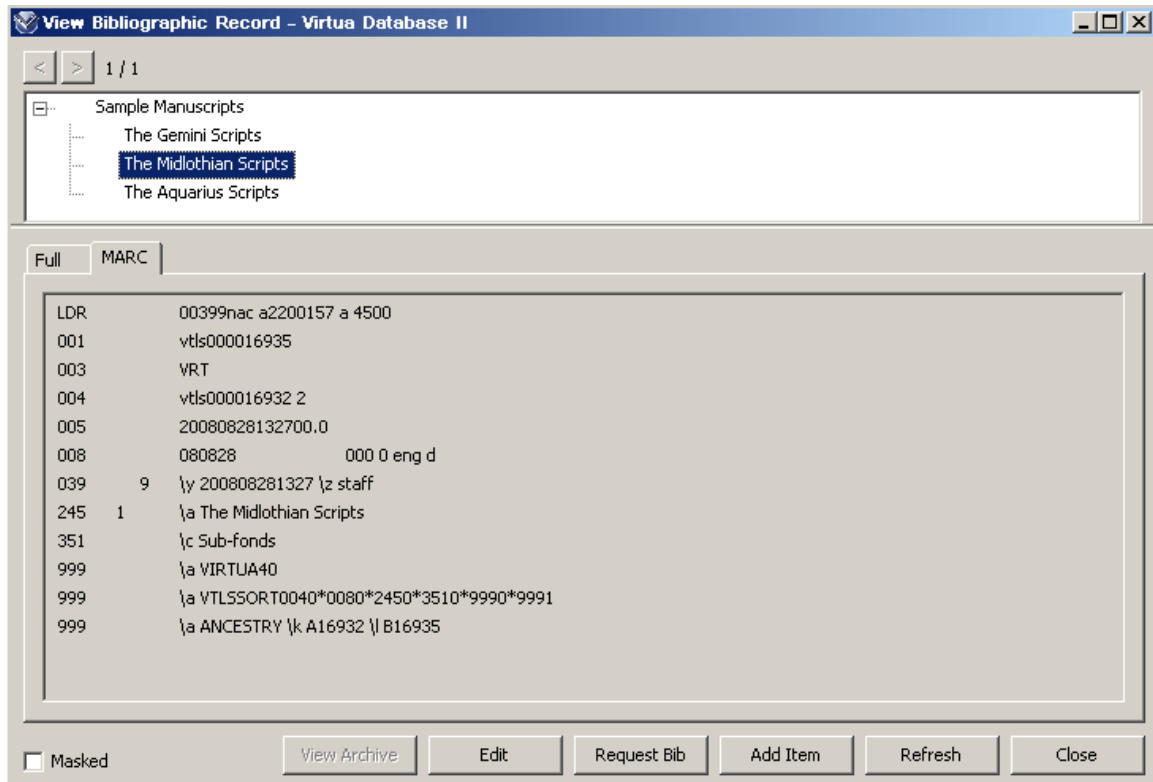 View Bibliographic Record - Virtua Database II
< > 1 / 1
Sample Manuscripts
The Gemini Scripts
The Midlothian Scripts
The Aquarius Scripts
Full MARC
LDR 00399nac a2200157 a 4500
001 vtls000016935
003 VRT
004 vtls000016932 2
005 20080828132700.0
008 080828 000 0 eng d
039 9 \y 200808281327 \z staff
245 1 \a The Midlothian Scripts
351 \c Sub-fonds
999 \a VIRTUA40
999 \a VTLSSORT0040*0080*2450*3510*9990*9991
999 \a ANCESTRY \k A16932 \l B16935
Masked View Archive Edit Request Bib Add Item Refresh Close